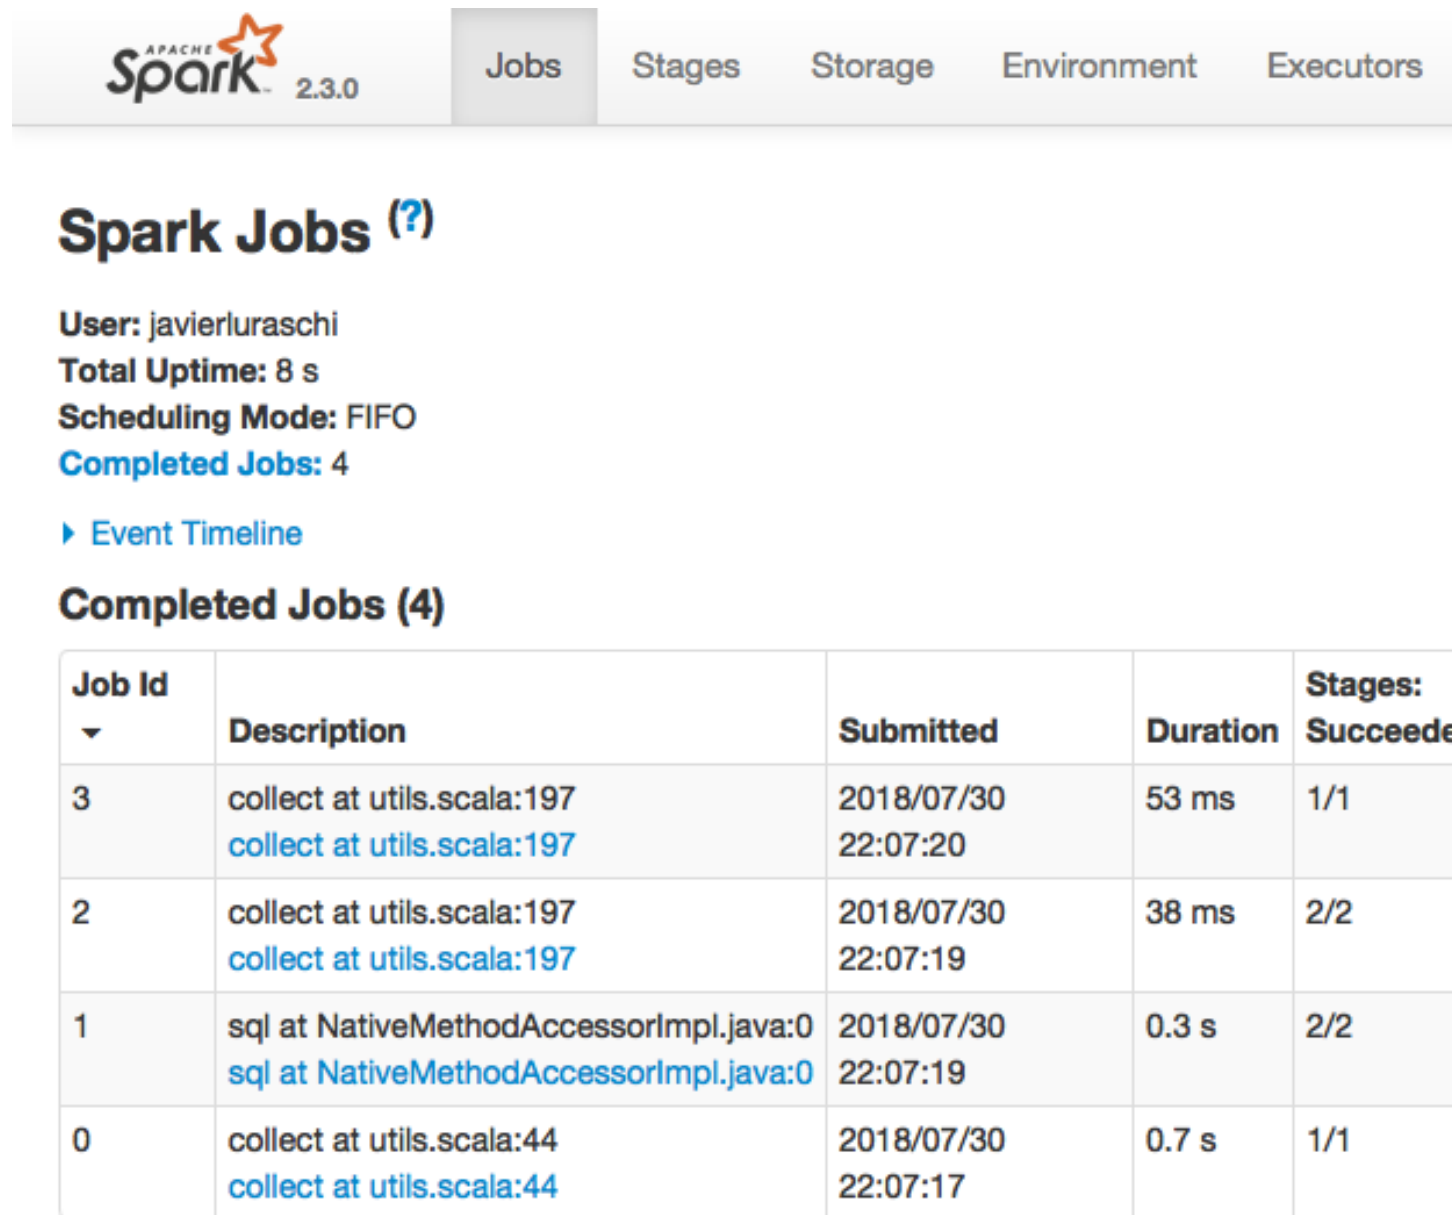 APACHE
Spark 2.3.0 Jobs Stages Storage Environment Executors
Spark Jobs (?)
User: javierluraschi
Total Uptime: 8 s
Scheduling Mode: FIFO
Completed Jobs: 4
Event Timeline
Completed Jobs (4)
Job Id Description Submitted Duration Stages: Succeede
3 collect at utils.scala:197 2018/07/30 53 ms 1/1
collect at utils.scala:197 22:07:20
2 collect at utils.scala:197 2018/07/30 38 ms 2/2
collect at utils.scala:197 22:07:19
1 sql at NativeMethodAccessorImpl.java:0 2018/07/30 0.3 s 2/2
sql at NativeMethodAccessorImpl.java:0 22:07:19
0 collect at utils.scala:44 2018/07/30 0.7 s 1/1
collect at utils.scala:44 22:07:17